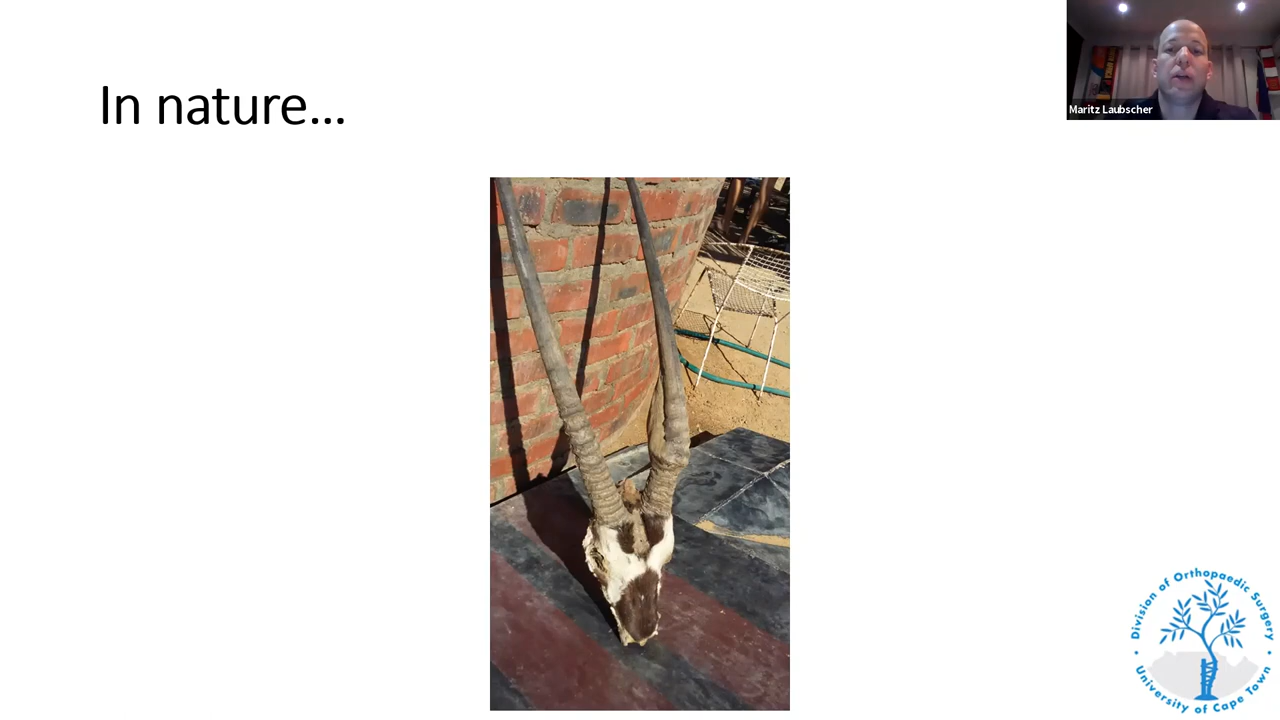 In nature...
Maritz Laubscher
Division of Orthopaedic Surgery
University of Cape Town